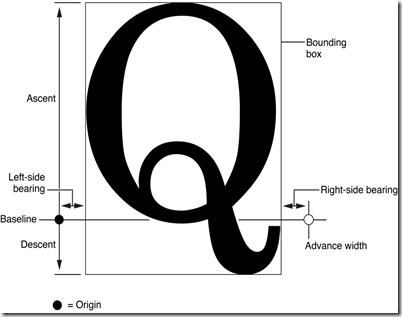 Bounding
box
Ascent
Q
Left-side
bearing
Right-side bearing
Baseline
Descent
Advance width
= Origin